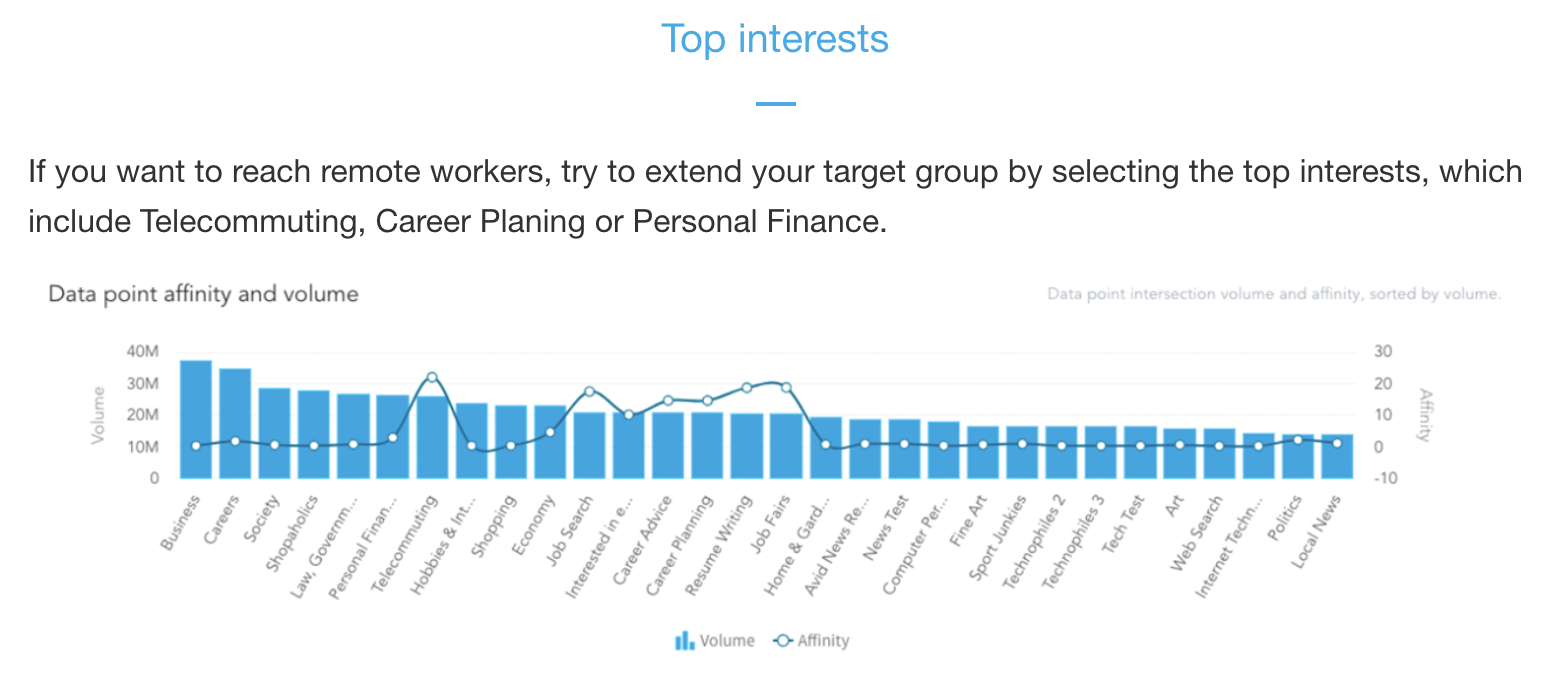 Top interests
If you want to reach remote workers, try to extend your target group by selecting the top interests, which
include Telecommuting, Career Planing or Personal Finance.
Data point affinity and volume
Data point intersection volume and affinity, sorted by volume.
40M
30M
20M
10M
0
Volume
30
20
10
0
-10
Affinity
Business
Careers
Society
Shopaholics
Law, Governm...
Personal Finan...
Telecommuting
Hobbies & Int...
Shopping
Economy
Job Search
Interested in e...
Career Advice
Career Planning
Resume Writing
Job Fairs
Home & Gard...
Avid News Re...
News Test
Computer Per...
Fine Art
Sport Junkies
Technophiles 2
Technophiles 3
Tech Test
Art
Web Search
Internet Techn...
Politics
Local News
Volume Affinity